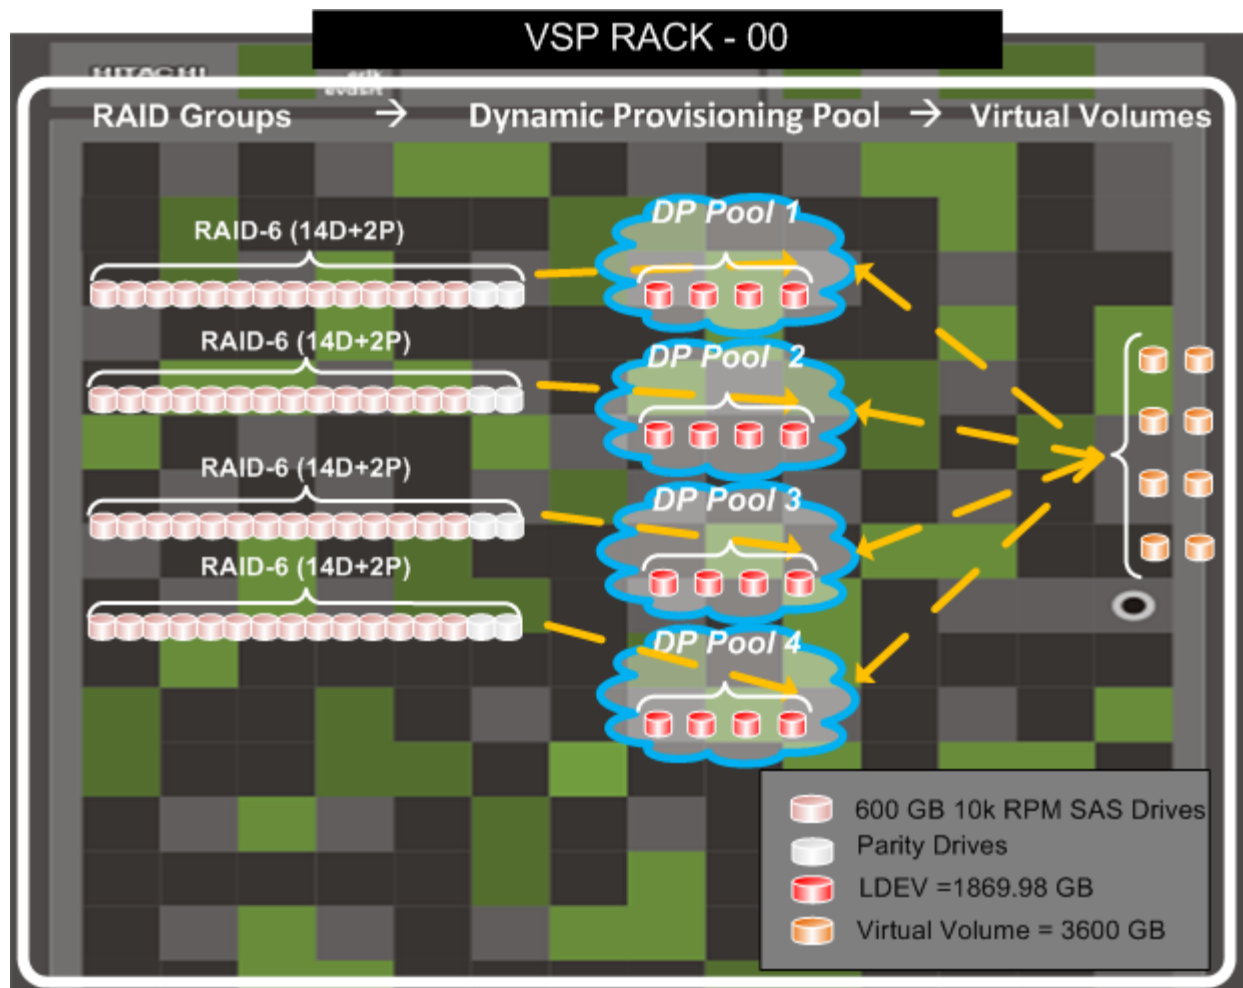 VSP RACK - 00
HITACHI
RAID Groups → Dynamic Provisioning Pool → Virtual Volumes
RAID-6 (14D+2P)
DP Pool 1
RAID-6 (14D+2P)
DP Pool 2
RAID-6 (14D+2P)
DP Pool 3
RAID-6 (14D+2P)
DP Pool 4
600 GB 10k RPM SAS Drives
Parity Drives
LDEV =1869.98 GB
Virtual Volume = 3600 GB